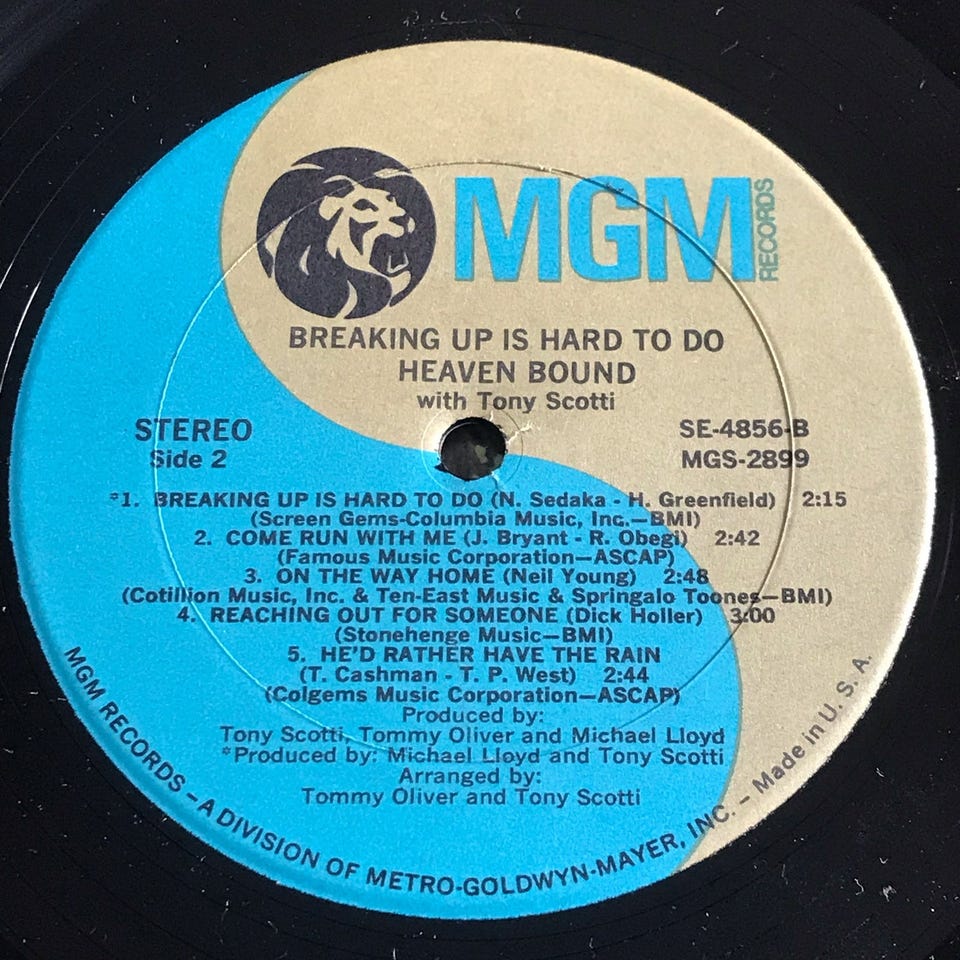 MGM RECORDS
BREAKING UP IS HARD TO DO
HEAVEN BOUND
with Tony Scotti
STEREO SE-4856-B
Side 2 MGS-2899
*1. BREAKING UP IS HARD TO DO (N. Sedaka - H. Greenfield) 2:15
(Screen Gems-Columbia Music, Inc.—BMI)
2. COME RUN WITH ME (J. Bryant - R. Obegi) 2:42
(Famous Music Corporation—ASCAP)
3. ON THE WAY HOME (Neil Young) 2:48
(Cotillion Music, Inc. & Ten-East Music & Springalo Toones—BMI)
4. REACHING OUT FOR SOMEONE (Dick Holler) 3:00
(Stonehenge Music—BMI)
5. HE'D RATHER HAVE THE RAIN
(T. Cashman - T. P. West) 2:44
(Colgems Music Corporation—ASCAP)
Produced by:
Tony Scotti, Tommy Oliver and Michael Lloyd
*Produced by: Michael Lloyd and Tony Scotti
Arranged by:
Tommy Oliver and Tony Scotti
MGM RECORDS – A DIVISION OF METRO-GOLDWYN-MAYER, INC. – Made in U. S. A.